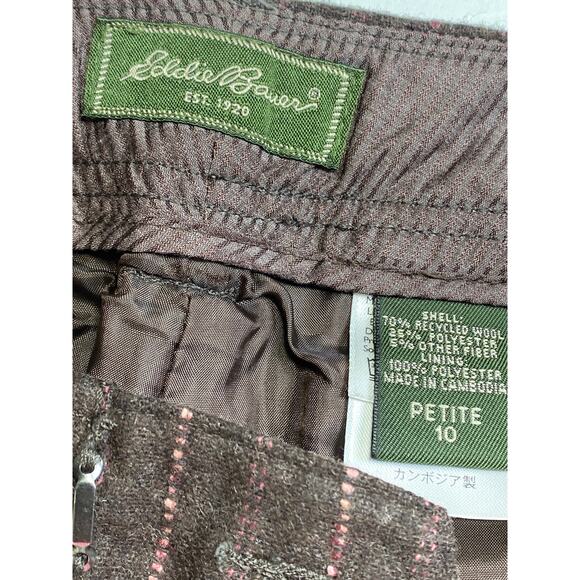 Eddie Bauer®
EST. 1920
SHELL:
70% RECYCLED WOOL
25% POLYESTER
5% OTHER FIBER
LINING:
100% POLYESTER
MADE IN CAMBODIA
PETITE
10
カンボジア製